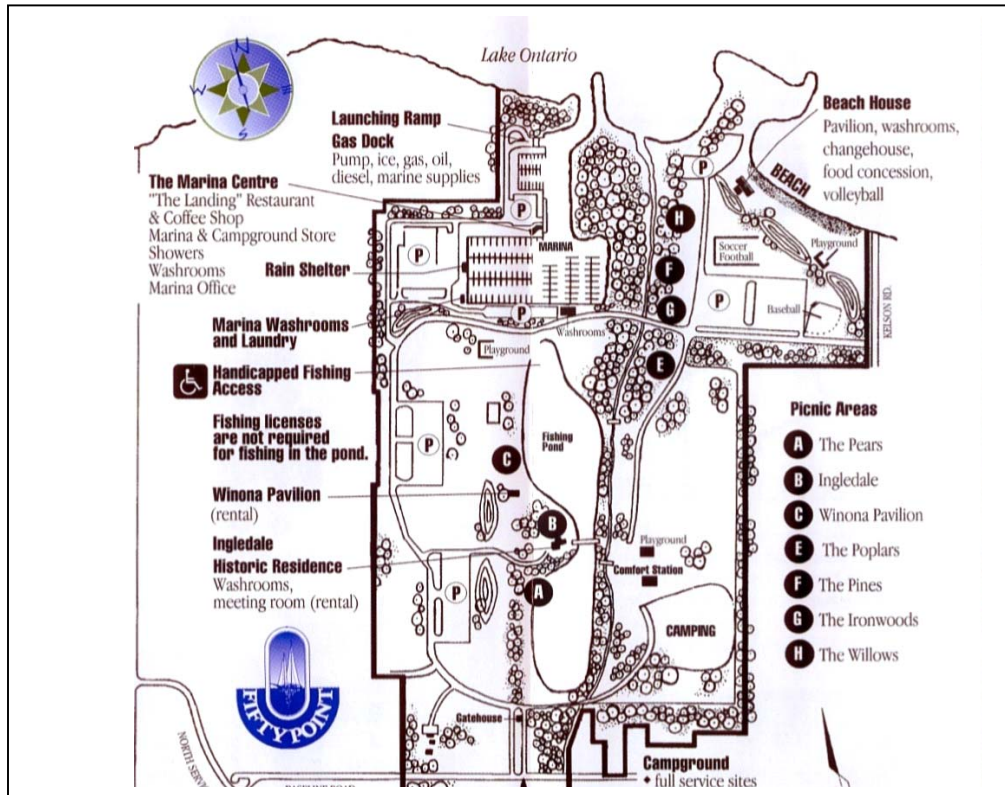 N
W
S
Lake Ontario
Launching Ramp
Gas Dock
Pump, ice, gas, oil,
diesel, marine supplies
Beach House
Pavilion, washrooms,
changehouse,
food concession,
volleyball
BEACH
The Marina Centre
"The Landing" Restaurant
& Coffee Shop
Marina & Campground Store
Showers
Washrooms
Marina Office
P
P
P
H
MARINA
Soccer
Football
Playground
Rain Shelter
F
G
P
Baseball
KELSON RD.
P
Washrooms
Marina Washrooms
and Laundry
Playground
E
Handicapped Fishing
Access
Fishing licenses
are not required
for fishing in the pond.
P
Fishing
Pond
C
Winona Pavilion
(rental)
B
Ingledale
Historic Residence
Washrooms,
meeting room (rental)
Playground
Comfort Station
P
A
CAMPING
Picnic Areas
A The Pears
B Ingledale
C Winona Pavilion
E The Poplars
F The Pines
G The Ironwoods
H The Willows
FIFTY POINT
Gatehouse
NORTH SERVIC
Campground
• full service sites